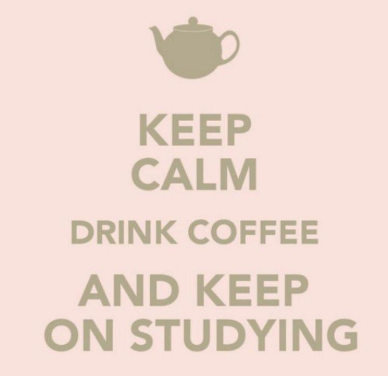 KEEP
CALM
DRINK COFFEE
AND KEEP
ON STUDYING